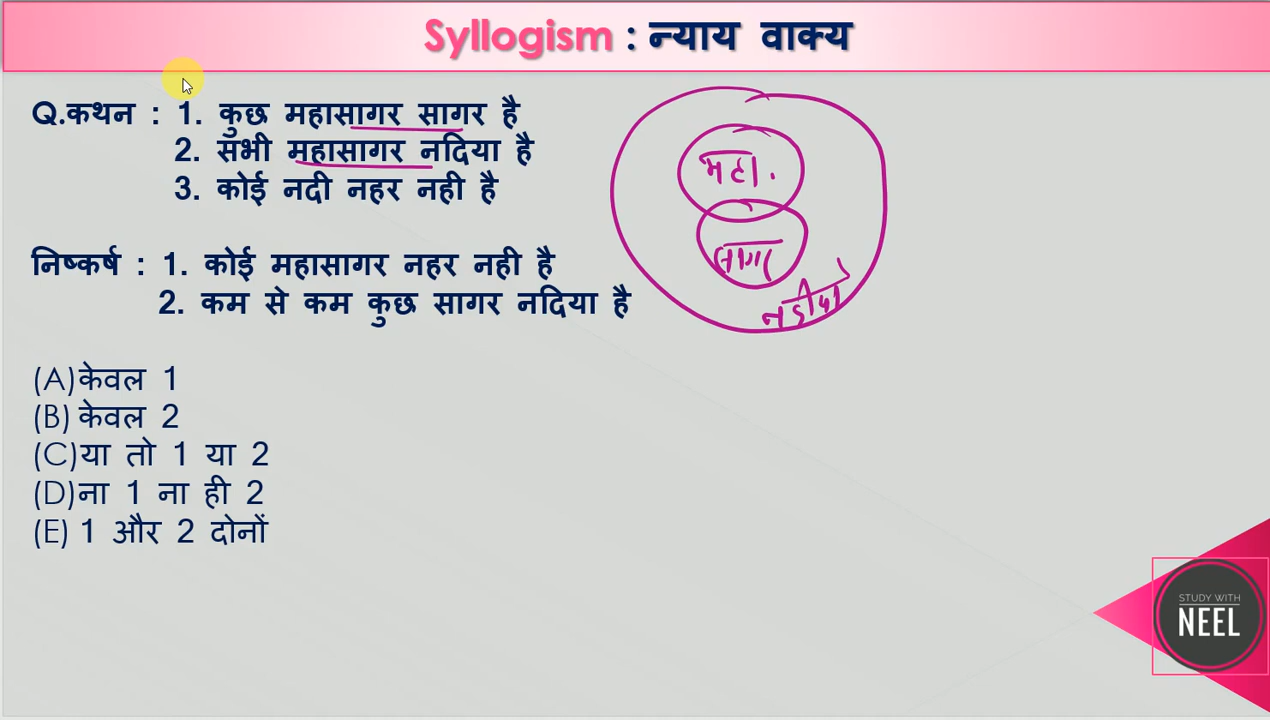 Syllogism : न्याय वाक्य
Q.कथन : 1. कुछ महासागर सागर है
2. सभी महासागर नदिया है
3. कोई नदी नहर नही है
निष्कर्ष : 1. कोई महासागर नहर नही है
2. कम से कम कुछ सागर नदिया है
(A)केवल 1
(B) केवल 2
(C)या तो 1 या 2
(D)ना 1 ना ही 2
(E) 1 और 2 दोनों
महा.
सागर
STUDY WITH
NEEL